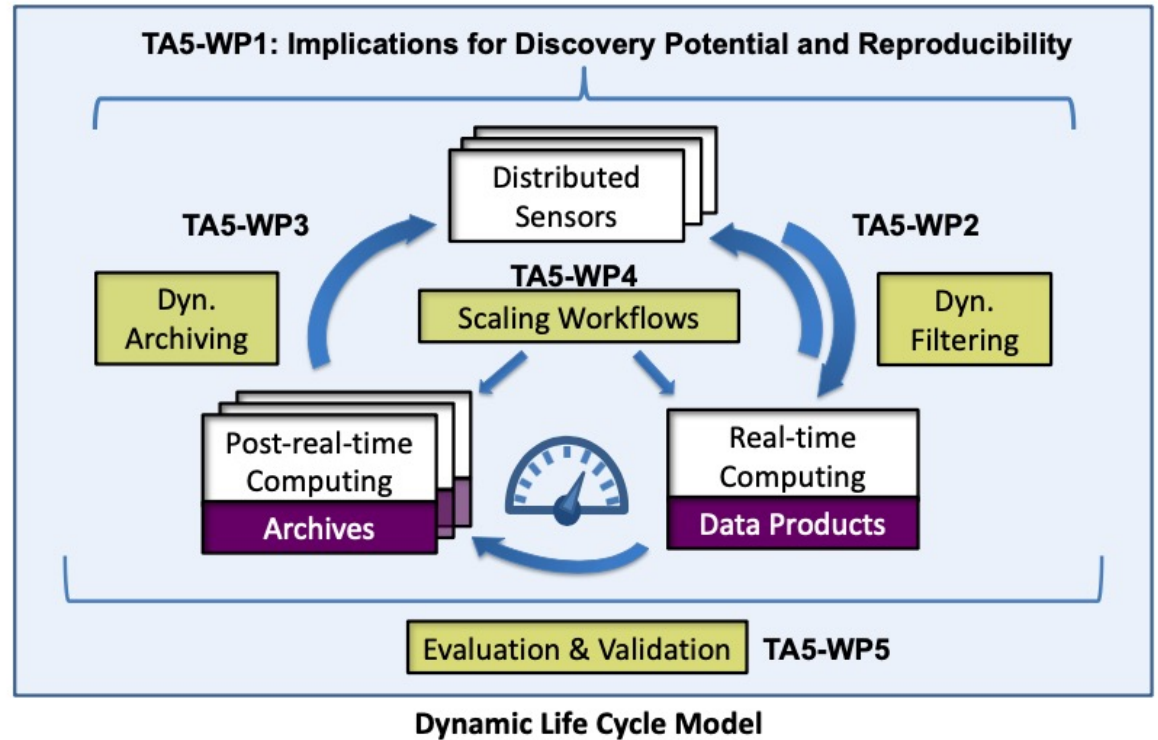 TA5-WP1: Implications for Discovery Potential and Reproducibility
Distributed
Sensors
TA5-WP3
TA5-WP2
TA5-WP4
Dyn.
Archiving
Scaling Workflows
Dyn.
Filtering
Post-real-time
Computing
Archives
Real-time
Computing
Data Products
Evaluation & Validation
TA5-WP5
Dynamic Life Cycle Model